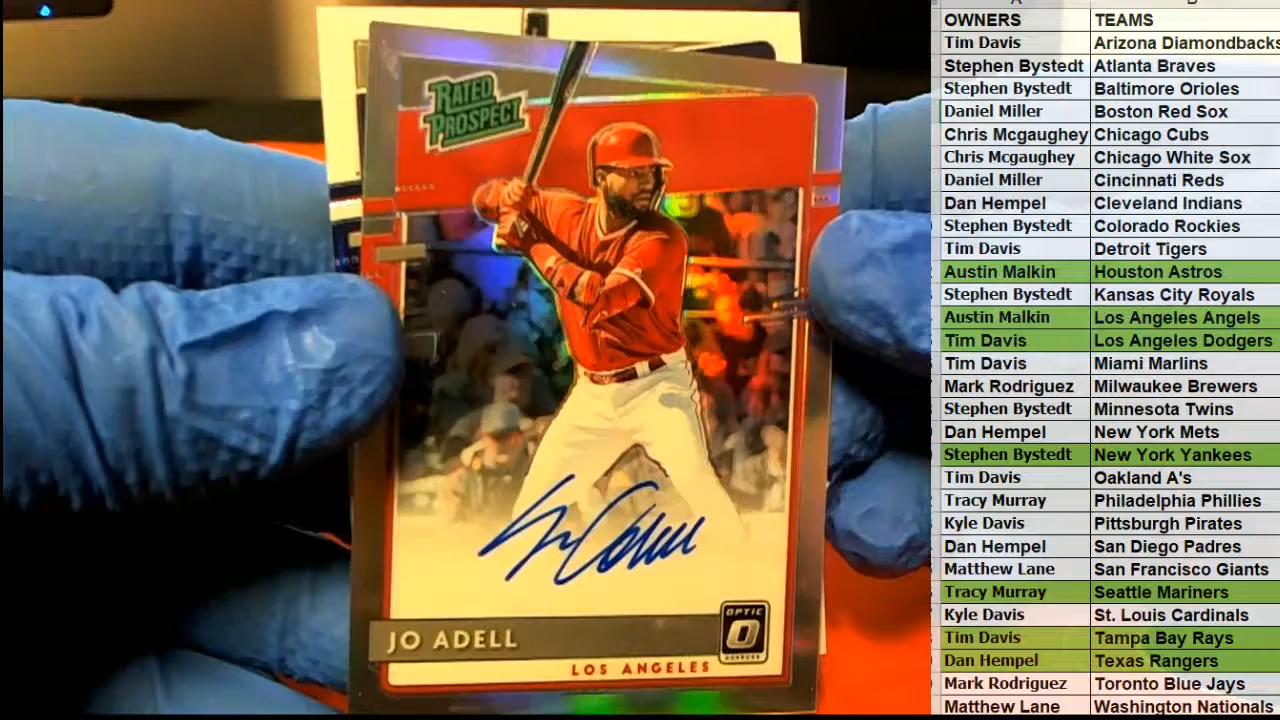 RATED
PROSPECT
JO ADELL
OPTIC
LOS ANGELES
OWNERS TEAMS
Tim Davis Arizona Diamondbacks
Stephen Bystedt Atlanta Braves
Stephen Bystedt Baltimore Orioles
Daniel Miller Boston Red Sox
Chris Mcgaughey Chicago Cubs
Chris Mcgaughey Chicago White Sox
Daniel Miller Cincinnati Reds
Dan Hempel Cleveland Indians
Stephen Bystedt Colorado Rockies
Tim Davis Detroit Tigers
Austin Malkin Houston Astros
Stephen Bystedt Kansas City Royals
Austin Malkin Los Angeles Angels
Tim Davis Los Angeles Dodgers
Tim Davis Miami Marlins
Mark Rodriguez Milwaukee Brewers
Stephen Bystedt Minnesota Twins
Dan Hempel New York Mets
Stephen Bystedt New York Yankees
Tim Davis Oakland A's
Tracy Murray Philadelphia Phillies
Kyle Davis Pittsburgh Pirates
Dan Hempel San Diego Padres
Matthew Lane San Francisco Giants
Tracy Murray Seattle Mariners
Kyle Davis St. Louis Cardinals
Tim Davis Tampa Bay Rays
Dan Hempel Texas Rangers
Mark Rodriguez Toronto Blue Jays
Matthew Lane Washington Nationals